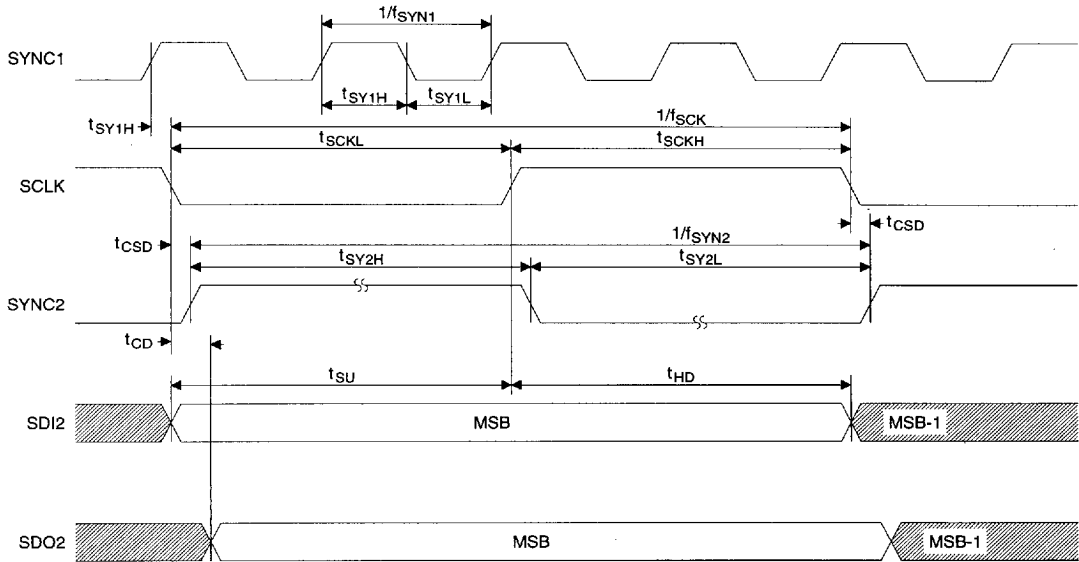 1/fSYN1
SYNC1
tSY1H tSY1L
tSY1H
1/fSCK
tSCKL tSCKH
SCLK
tCSD
tCSD
1/fSYN2
tSY2H tSY2L
SYNC2
tCD
tSU tHD
SDI2 MSB MSB-1
SDO2 MSB MSB-1